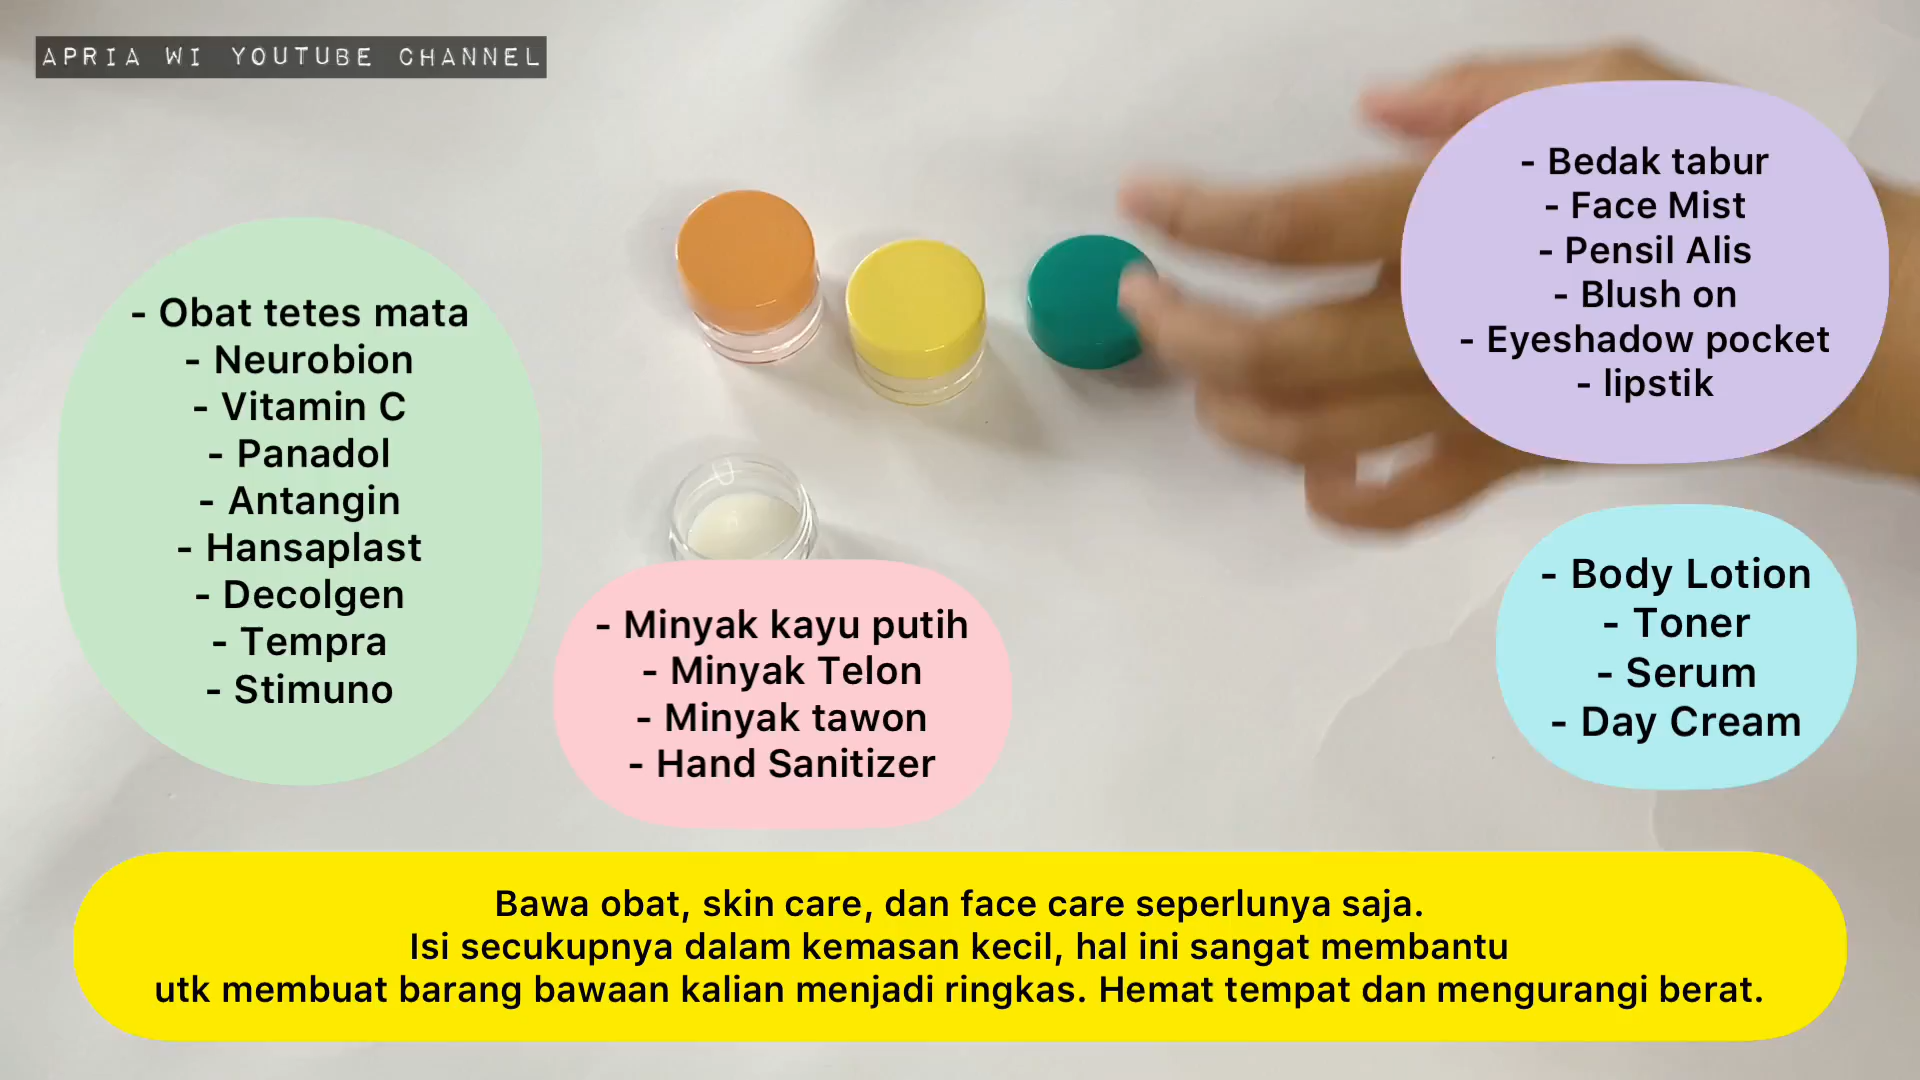 APRIA WI YOUTUBE CHANNEL
- Obat tetes mata
- Neurobion
- Vitamin C
- Panadol
- Antangin
- Hansaplast
- Decolgen
- Tempra
- Stimuno
- Minyak kayu putih
- Minyak Telon
- Minyak tawon
- Hand Sanitizer
- Bedak tabur
- Face Mist
- Pensil Alis
- Blush on
- Eyeshadow pocket
- lipstik
- Body Lotion
- Toner
- Serum
- Day Cream
Bawa obat, skin care, dan face care seperlunya saja.
Isi secukupnya dalam kemasan kecil, hal ini sangat membantu
utk membuat barang bawaan kalian menjadi ringkas. Hemat tempat dan mengurangi berat.